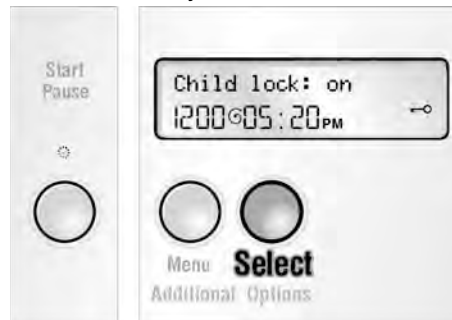 Start
Pause
Child lock: on
1200 05:20PM
Menu Select
Additional Options